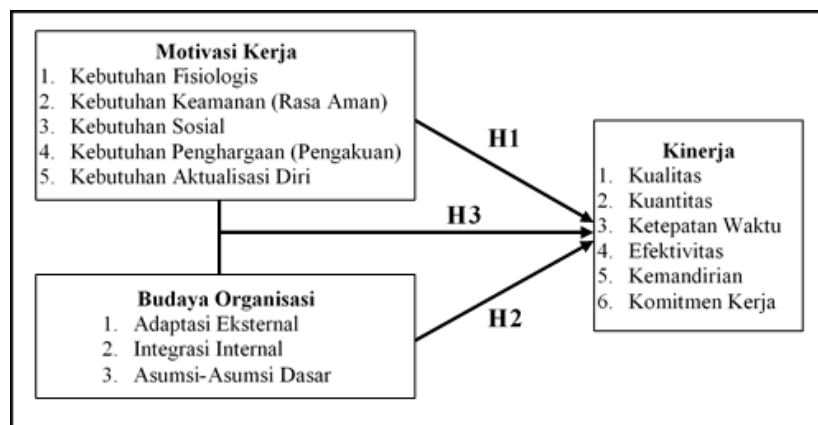 Motivasi Kerja
1. Kebutuhan Fisiologis
2. Kebutuhan Keamanan (Rasa Aman)
3. Kebutuhan Sosial
4. Kebutuhan Penghargaan (Pengakuan)
5. Kebutuhan Aktualisasi Diri
H1
H3
H2
Budaya Organisasi
1. Adaptasi Eksternal
2. Integrasi Internal
3. Asumsi-Asumsi Dasar
Kinerja
1. Kualitas
2. Kuantitas
3. Ketepatan Waktu
4. Efektivitas
5. Kemandirian
6. Komitmen Kerja